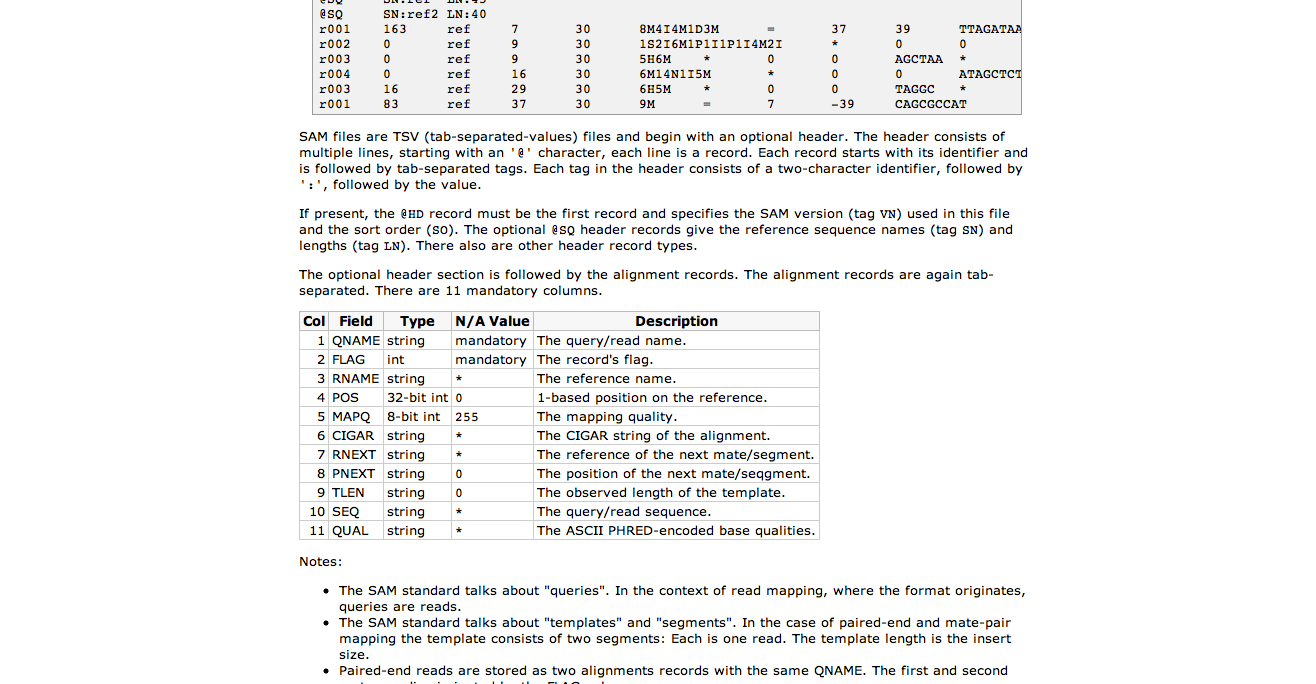 @SQ SN:ref LN:45
@SQ SN:ref2 LN:40
r001 163 ref 7 30 8M4I4M1D3M = 37 39 TTAGATAA
r002 0 ref 9 30 1S2I6M1P1I1P1I4M2I * 0 0
r003 0 ref 9 30 5H6M * 0 0 AGCTAA *
r004 0 ref 16 30 6M14N1I5M * 0 0 ATAGCTCT
r003 16 ref 29 30 6H5M * 0 0 TAGGC *
r001 83 ref 37 30 9M = 7 -39 CAGCGCCAT
SAM files are TSV (tab-separated-values) files and begin with an optional header. The header consists of
multiple lines, starting with an '@' character, each line is a record. Each record starts with its identifier and
is followed by tab-separated tags. Each tag in the header consists of a two-character identifier, followed by
':', followed by the value.
If present, the @HD record must be the first record and specifies the SAM version (tag VN) used in this file
and the sort order (SO). The optional @SQ header records give the reference sequence names (tag SN) and
lengths (tag LN). There also are other header record types.
The optional header section is followed by the alignment records. The alignment records are again tab-
separated. There are 11 mandatory columns.
Col Field Type N/A Value Description
1 QNAME string mandatory The query/read name.
2 FLAG int mandatory The record's flag.
3 RNAME string * The reference name.
4 POS 32-bit int 0 1-based position on the reference.
5 MAPQ 8-bit int 255 The mapping quality.
6 CIGAR string * The CIGAR string of the alignment.
7 RNEXT string * The reference of the next mate/segment.
8 PNEXT string 0 The position of the next mate/seqgment.
9 TLEN string 0 The observed length of the template.
10 SEQ string * The query/read sequence.
11 QUAL string * The ASCII PHRED-encoded base qualities.
Notes:
• The SAM standard talks about "queries". In the context of read mapping, where the format originates,
queries are reads.
• The SAM standard talks about "templates" and "segments". In the case of paired-end and mate-pair
mapping the template consists of two segments: Each is one read. The template length is the insert
size.
• Paired-end reads are stored as two alignments records with the same QNAME. The first and second